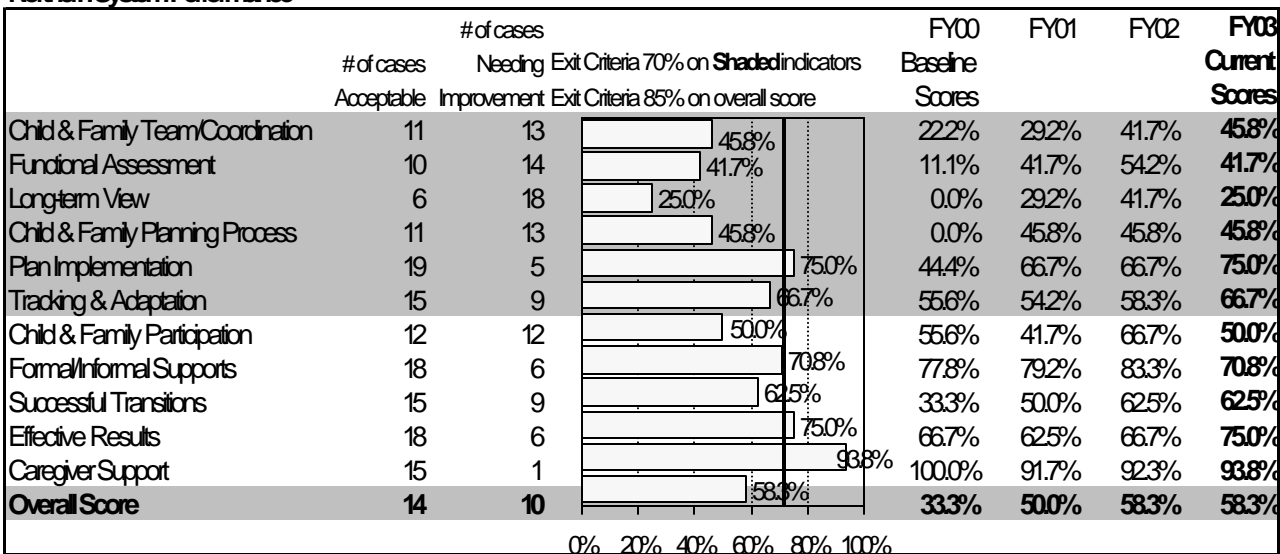 # of cases # of cases FY00 FY01 FY02 FY03
# of cases Needing Exit Criteria 70% on Shaded indicators Baseline Current
Acceptable Improvement Exit Criteria 85% on overall score Scores Scores
Child & Family Team/Coordination 11 13 45.8% 22.2% 29.2% 41.7% 45.8%
Functional Assessment 10 14 41.7% 11.1% 41.7% 54.2% 41.7%
Long-term View 6 18 25.0% 0.0% 29.2% 41.7% 25.0%
Child & Family Planning Process 11 13 45.8% 0.0% 45.8% 45.8% 45.8%
Plan Implementation 19 5 75.0% 44.4% 66.7% 66.7% 75.0%
Tracking & Adaptation 15 9 66.7% 55.6% 54.2% 58.3% 66.7%
Child & Family Participation 12 12 50.0% 55.6% 41.7% 66.7% 50.0%
Formal/Informal Supports 18 6 70.8% 77.8% 79.2% 83.3% 70.8%
Successful Transitions 15 9 62.5% 33.3% 50.0% 62.5% 62.5%
Effective Results 18 6 75.0% 66.7% 62.5% 66.7% 75.0%
Caregiver Support 15 1 93.8% 100.0% 91.7% 92.3% 93.8%
Overall Score 14 10 58.3% 33.3% 50.0% 58.3% 58.3%
0% 20% 40% 60% 80% 100%